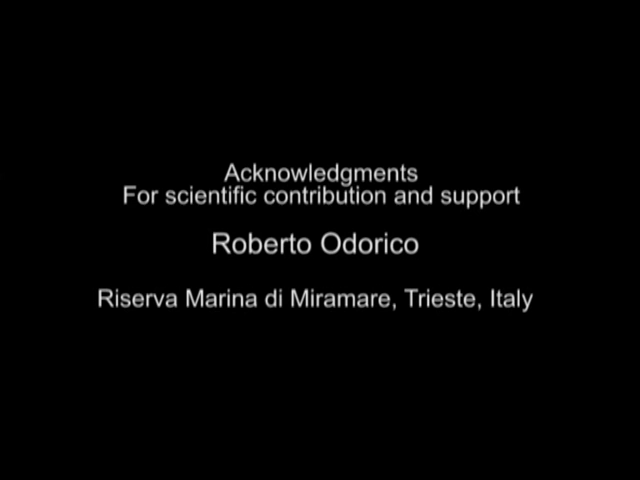 Acknowledgments
For scientific contribution and support
Roberto Odorico
Riserva Marina di Miramare, Trieste, Italy